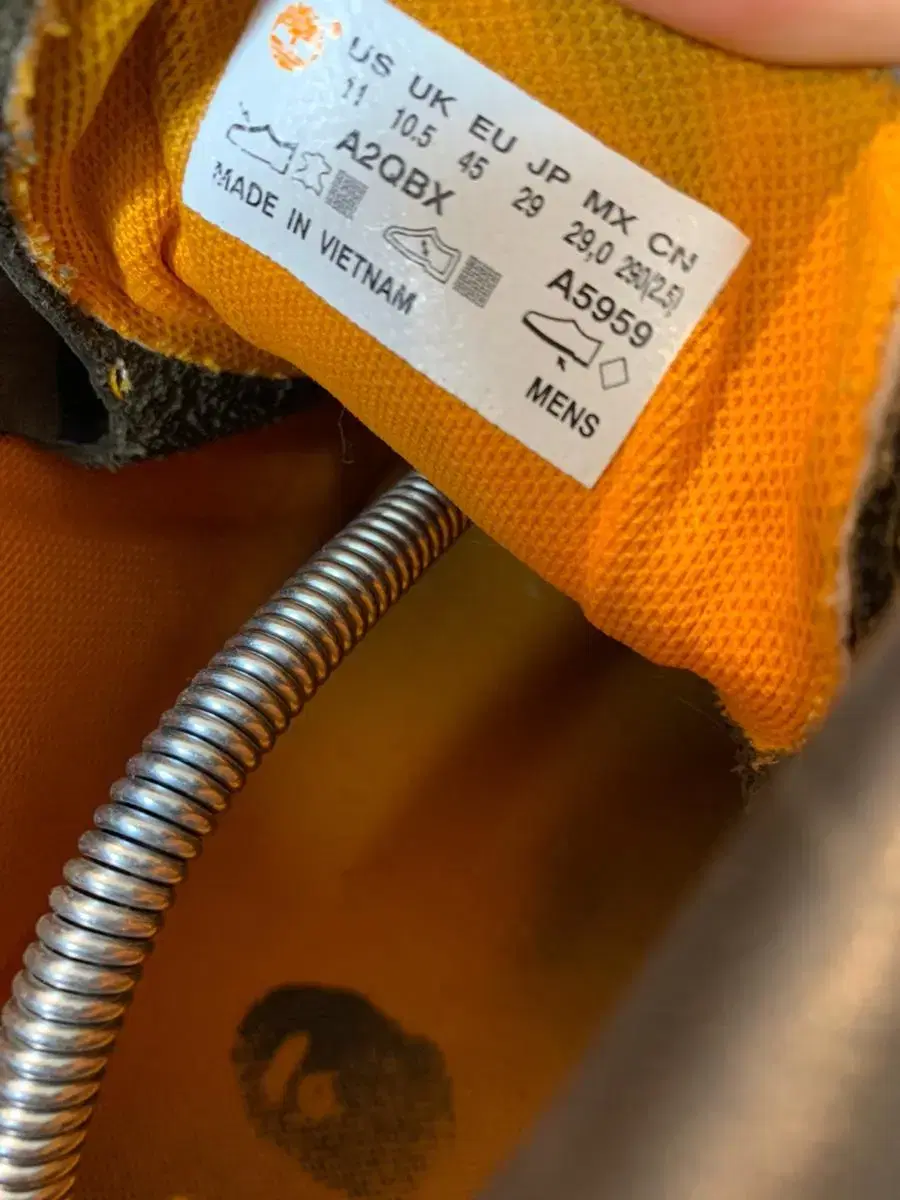 US UK EU JP MX CN
11 10.5 45 29 29,0 290(2.5)
A2QBX A5959
MADE IN VIETNAM MENS